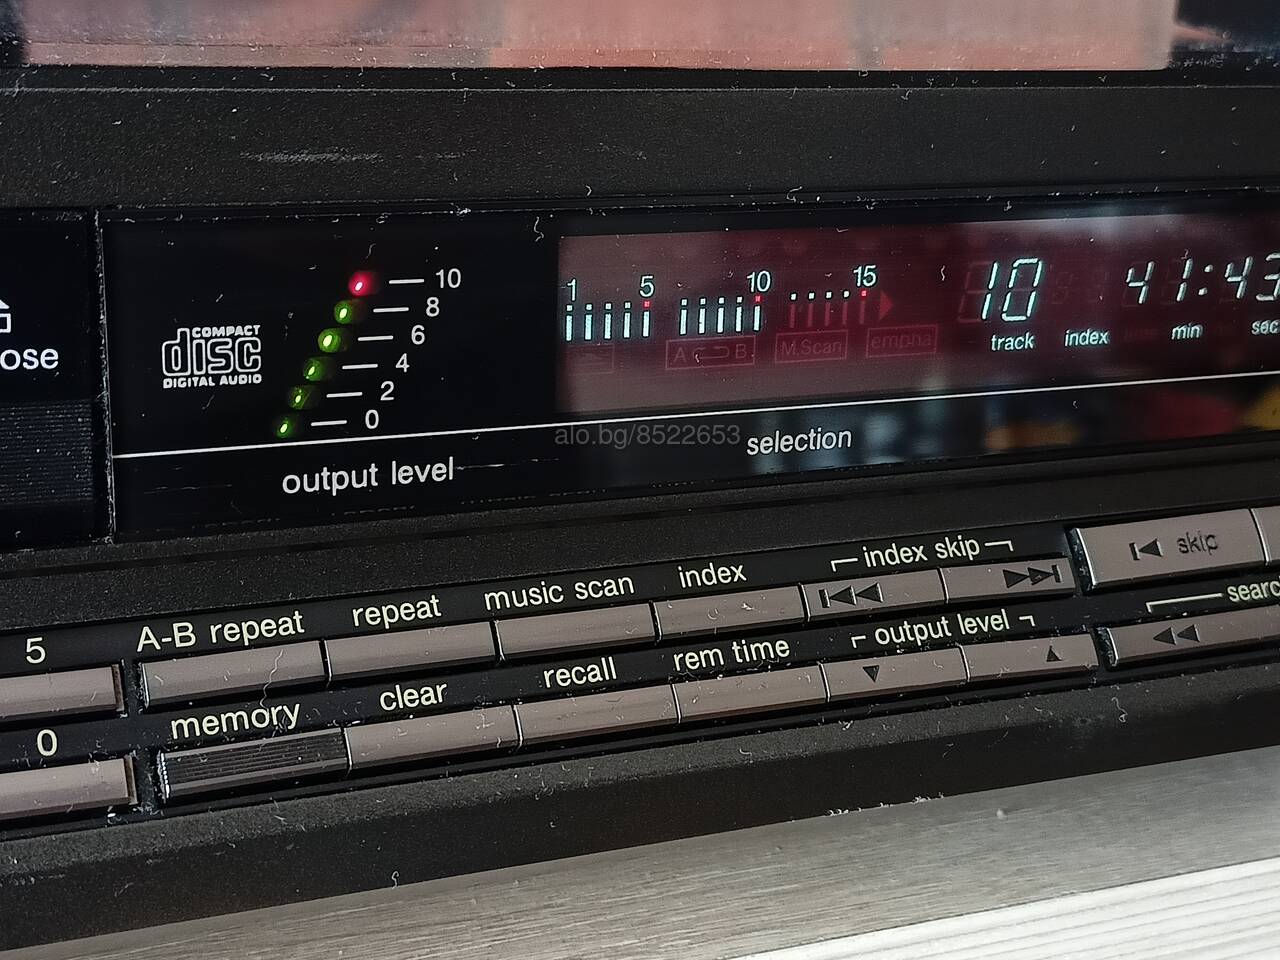 ose
COMPACT
disc
DIGITAL AUDIO
10
8
6
4
2
0
output level
1 5 10 15
A B M.Scan empha
10 41:43
track index min sec
alo.bg/8522653
selection
5
A-B repeat repeat music scan index index skip
skip
0
memory clear recall rem time output level
searc